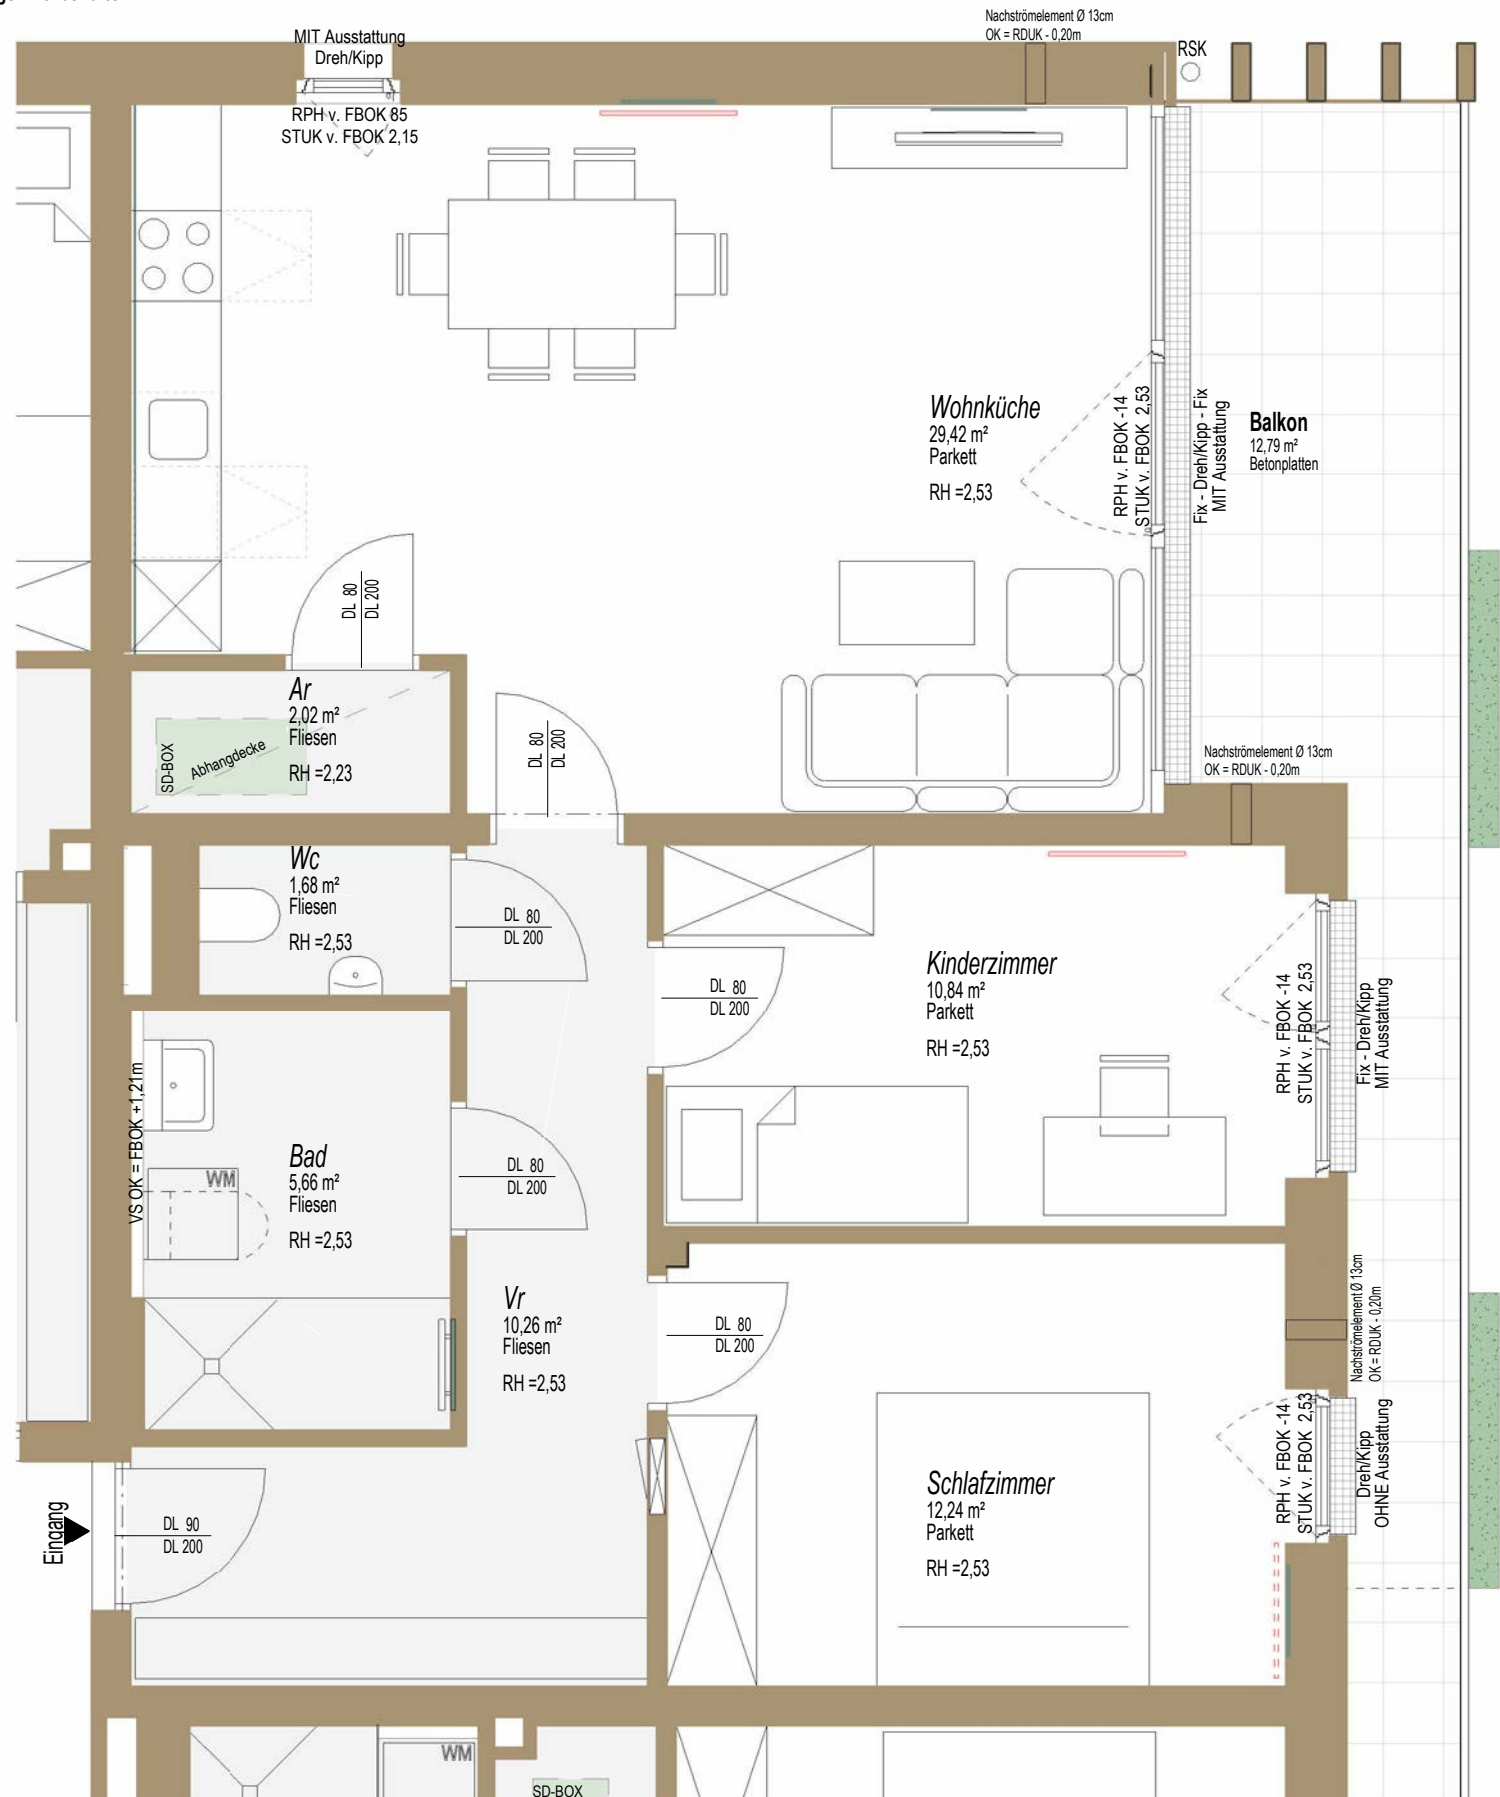 MIT Ausstattung
Dreh/Kipp
RPH v. FBOK 85
STUK v. FBOK 2,15
Nachströmelement Ø 13cm
OK = RDUK - 0,20m
RSK
Wohnküche
29,42 m²
Parkett
RH =2,53
RPH v. FBOK -14
STUK v. FBOK 2,53
Fix - Dreh/Kipp - Fix
MIT Ausstattung
Balkon
12,79 m²
Betonplatten
DL 80
DL 200
Ar
2,02 m²
Fliesen
RH =2,23
SD-BOX
Abhangdecke
DL 80
DL 200
Nachströmelement Ø 13cm
OK = RDUK - 0,20m
Wc
1,68 m²
Fliesen
RH =2,53
DL 80
DL 200
DL 80
DL 200
Kinderzimmer
10,84 m²
Parkett
RH =2,53
RPH v. FBOK -14
STUK v. FBOK 2,53
Fix - Dreh/Kipp
MIT Ausstattung
VS OK = FBOK +1,21m
WM
Bad
5,66 m²
Fliesen
RH =2,53
DL 80
DL 200
Vr
10,26 m²
Fliesen
RH =2,53
DL 80
DL 200
Nachströmelement Ø 13cm
OK = RDUK - 0,20m
Schlafzimmer
12,24 m²
Parkett
RH =2,53
RPH v. FBOK -14
STUK v. FBOK 2,53
Dreh/Kipp
OHNE Ausstattung
Eingang
DL 90
DL 200
WM
SD-BOX